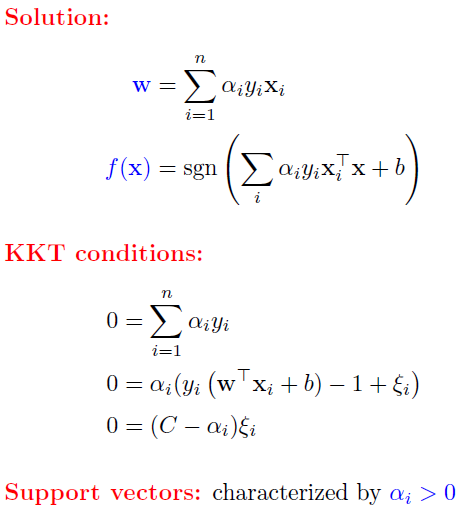 Solution:
w = ∑_{i=1}^{n} α_i y_i x_i
f(x) = sgn (∑_i α_i y_i x_i^⊤ x + b)
KKT conditions:
0 = ∑_{i=1}^{n} α_i y_i
0 = α_i(y_i (w^⊤ x_i + b) − 1 + ξ_i)
0 = (C − α_i)ξ_i
Support vectors: characterized by α_i > 0